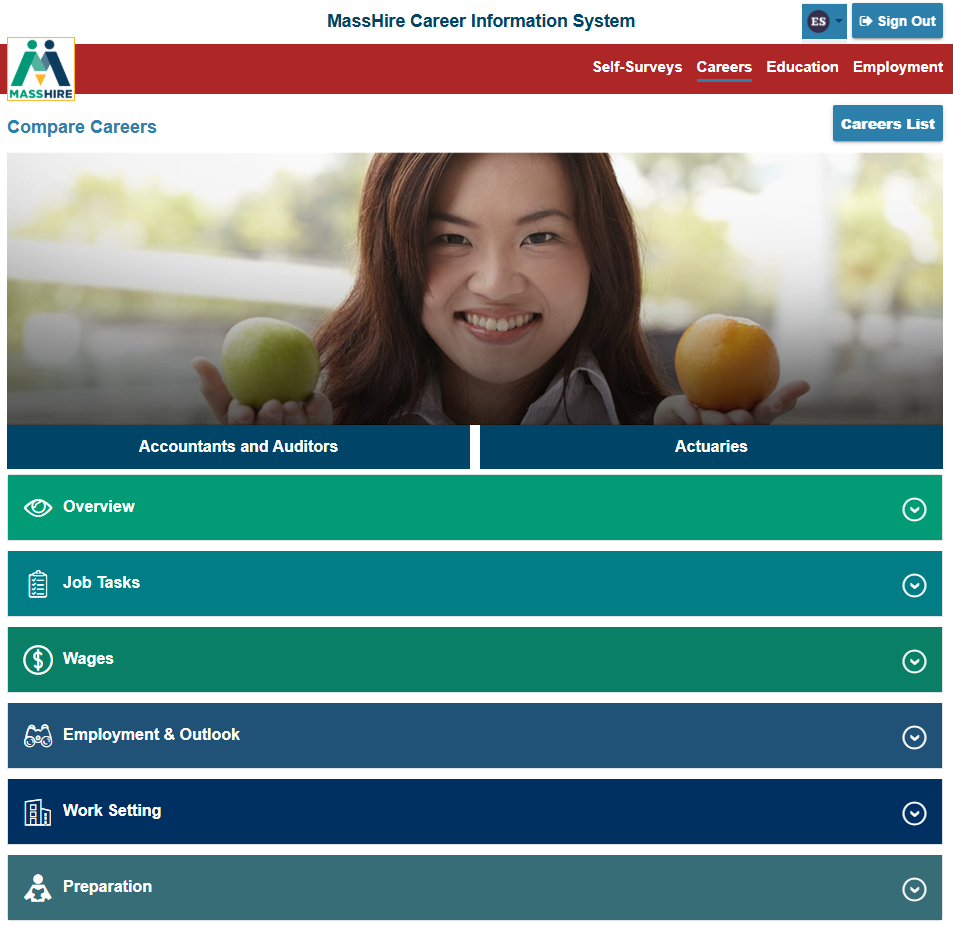 MassHire Career Information System
ES
Sign Out
MASSHIRE
Self-Surveys Careers Education Employment
Compare Careers
Careers List
Accountants and Auditors
Actuaries
Overview
Job Tasks
$ Wages
Employment & Outlook
Work Setting
Preparation